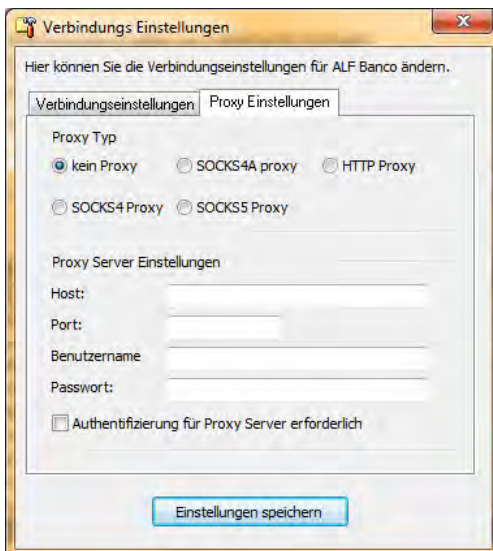 Verbindungs Einstellungen
Hier können Sie die Verbindungseinstellungen für ALF Banco ändern.
Verbindungseinstellungen Proxy Einstellungen
Proxy Typ
kein Proxy SOCKS4A proxy HTTP Proxy
SOCKS4 Proxy SOCKS5 Proxy
Proxy Server Einstellungen
Host:
Port:
Benutzername
Passwort:
Authentifizierung für Proxy Server erforderlich
Einstellungen speichern